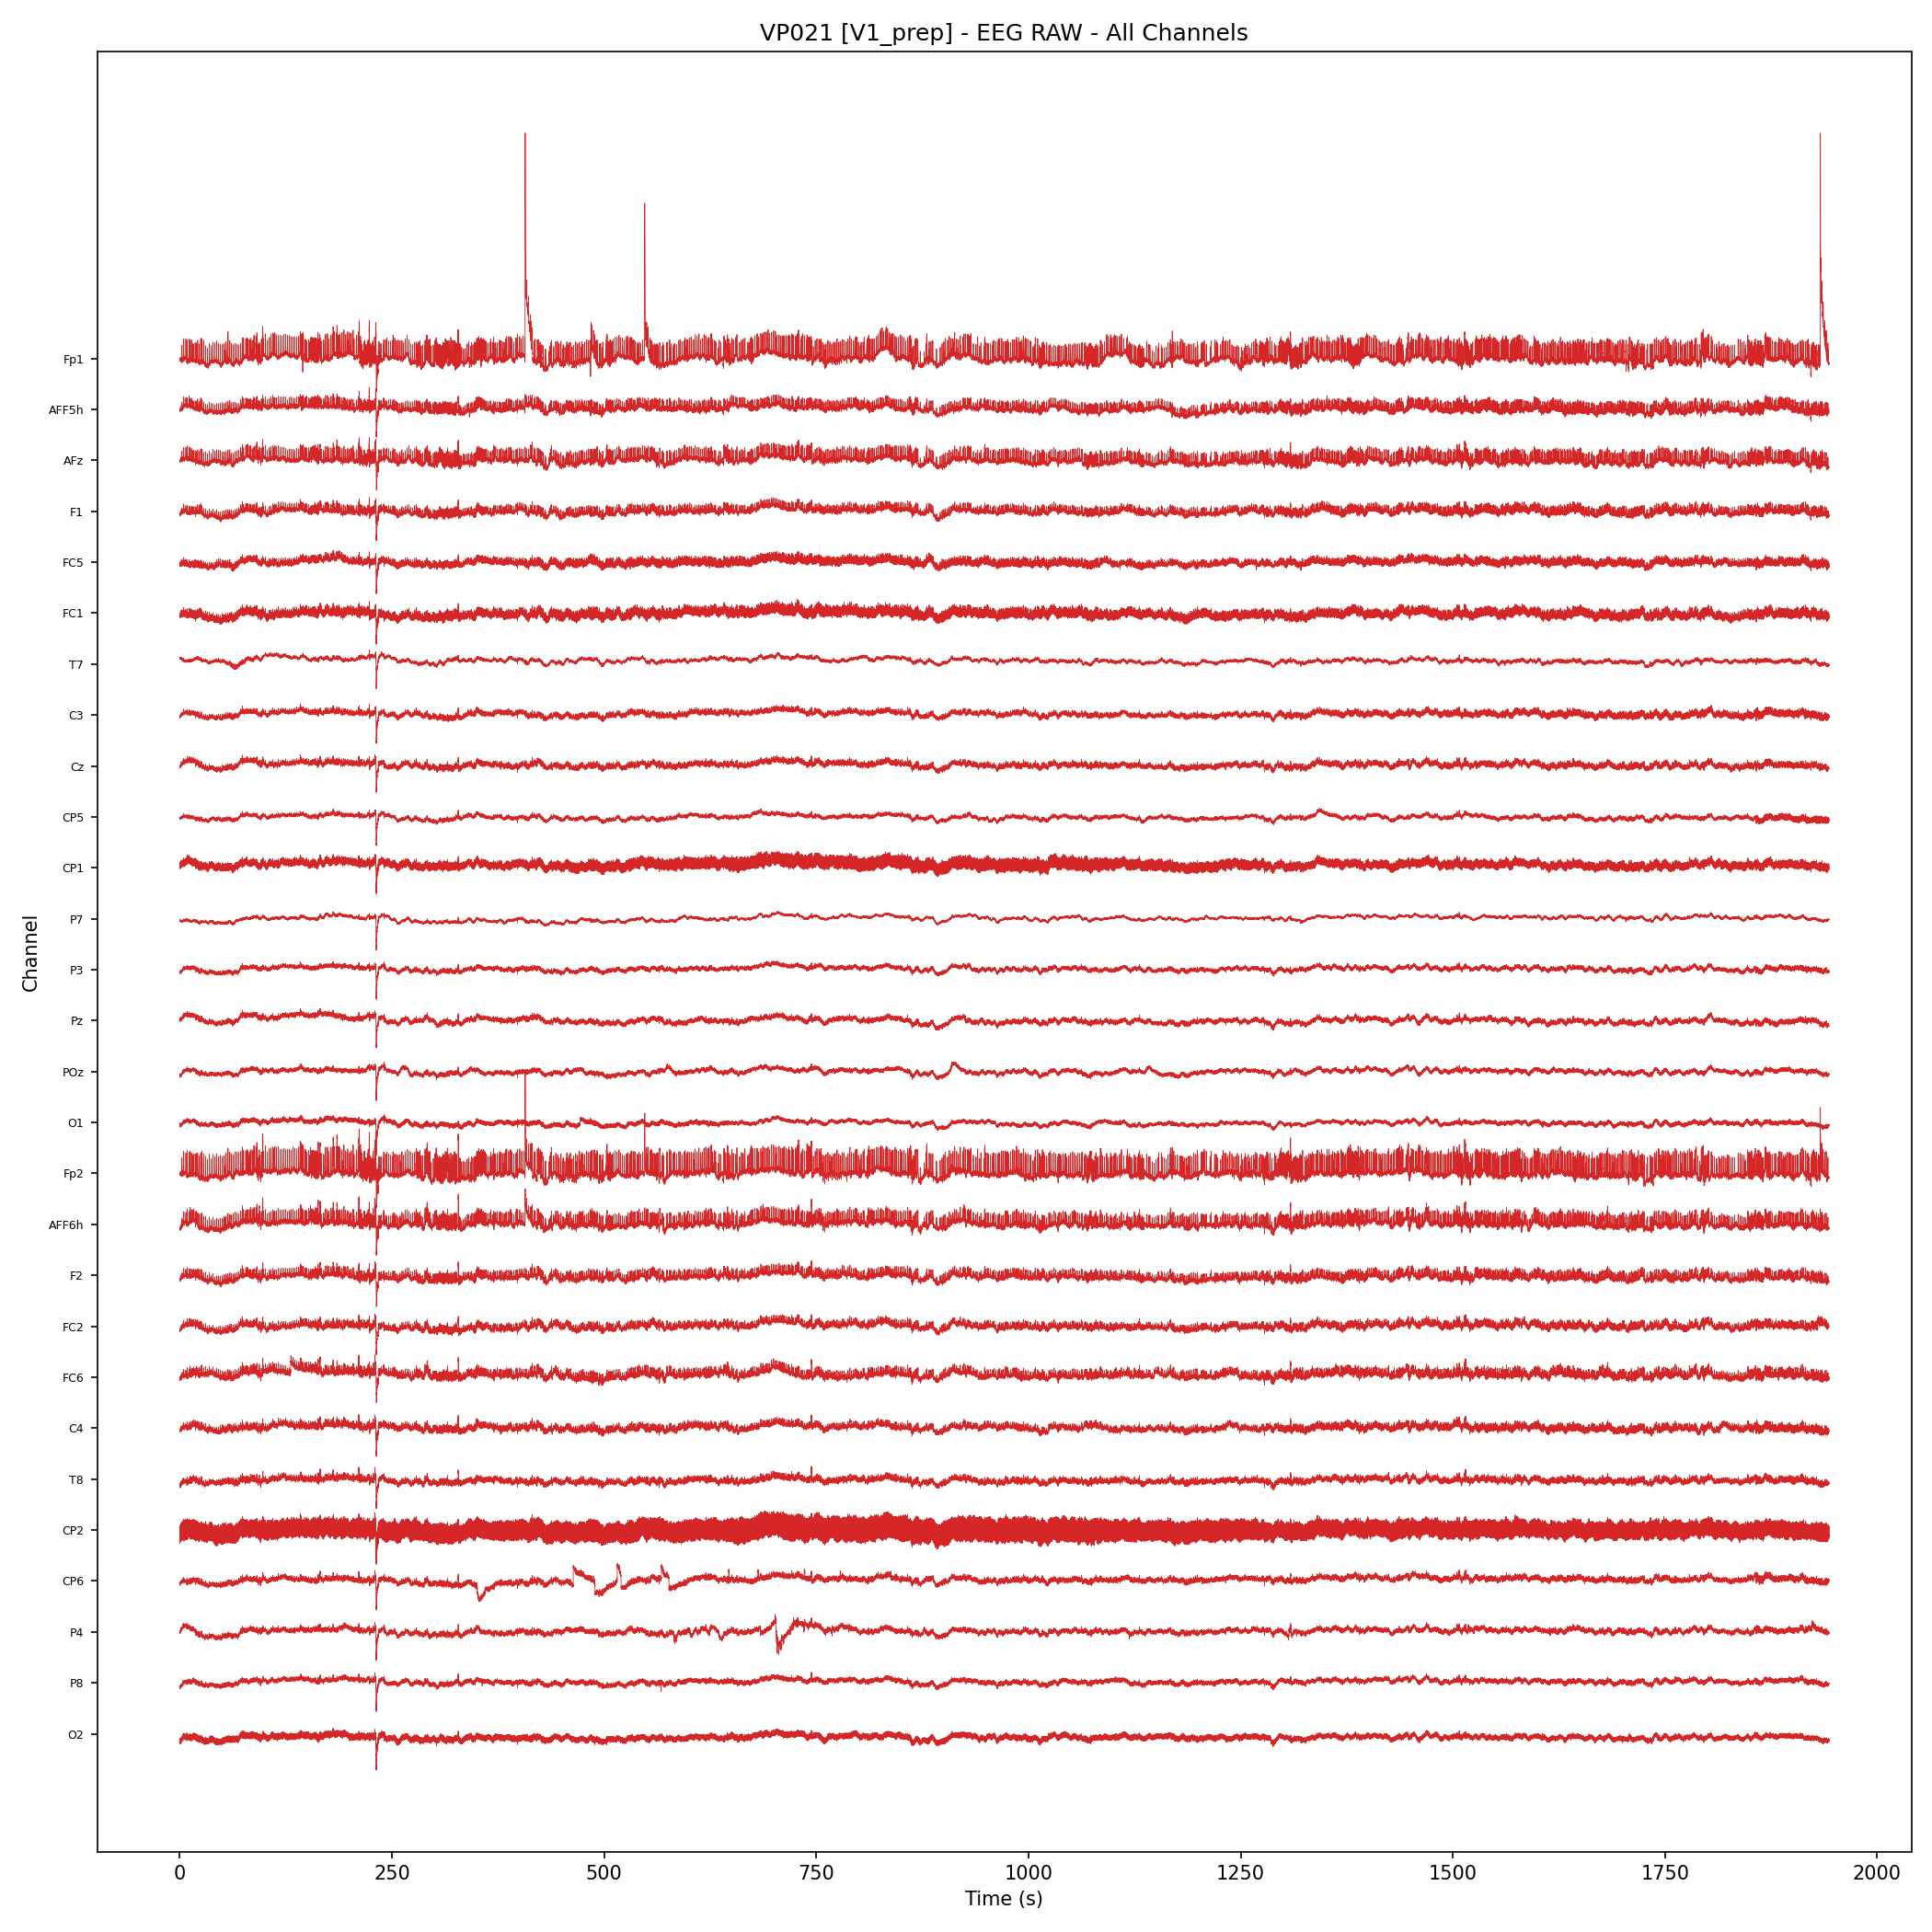 VP021 [V1_prep] - EEG RAW - All Channels
Fp1
AFF5h
AFz
F1
FC5
FC1
T7
C3
Cz
CP5
CP1
P7
P3
Pz
POz
O1
Fp2
AFF6h
F2
FC2
FC6
C4
T8
CP2
CP6
P4
P8
O2
Channel
0 250 500 750 1000 1250 1500 1750 2000
Time (s)